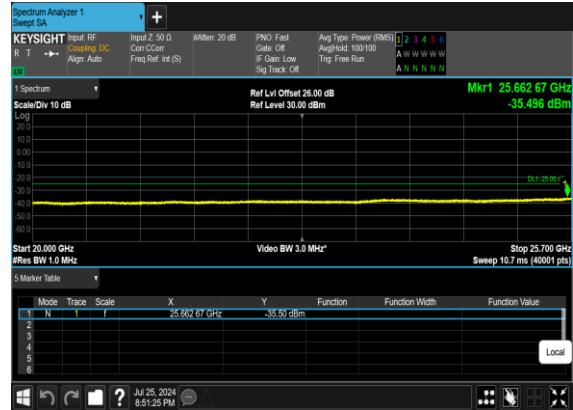 Spectrum Analyzer 1
Swept SA
+
KEYSIGHT Input: RF Input Z: 50 Ω #Atten: 20 dB PNO: Fast Avg Type: Power (RMS) 1 2 3 4 5 6
R T Coupling: DC Corr CCorr Gate: Off Avg|Hold: 100/100 A W W W W W
Align: Auto Freq Ref: Int (S) IF Gain: Low Trig: Free Run
LXI Sig Track: Off A N N N N N
1 Spectrum Ref Lvl Offset 26.00 dB Mkr1 25.662 67 GHz
Scale/Div 10 dB Ref Level 30.00 dBm -35.496 dBm
Log
20.0
10.0
0.00
-10.0
-20.0
-30.0
-40.0
-50.0
-60.0
1
Start 20.000 GHz Video BW 3.0 MHz* Stop 25.700 GHz
#Res BW 1.0 MHz Sweep 10.7 ms (40001 pts)
5 Marker Table
Mode Trace Scale X Y Function Function Width Function Value
1 N 1 f 25.662 67 GHz -35.50 dBm
2
3
4
5
6
Local
? Jul 25, 2024
8:51:25 PM